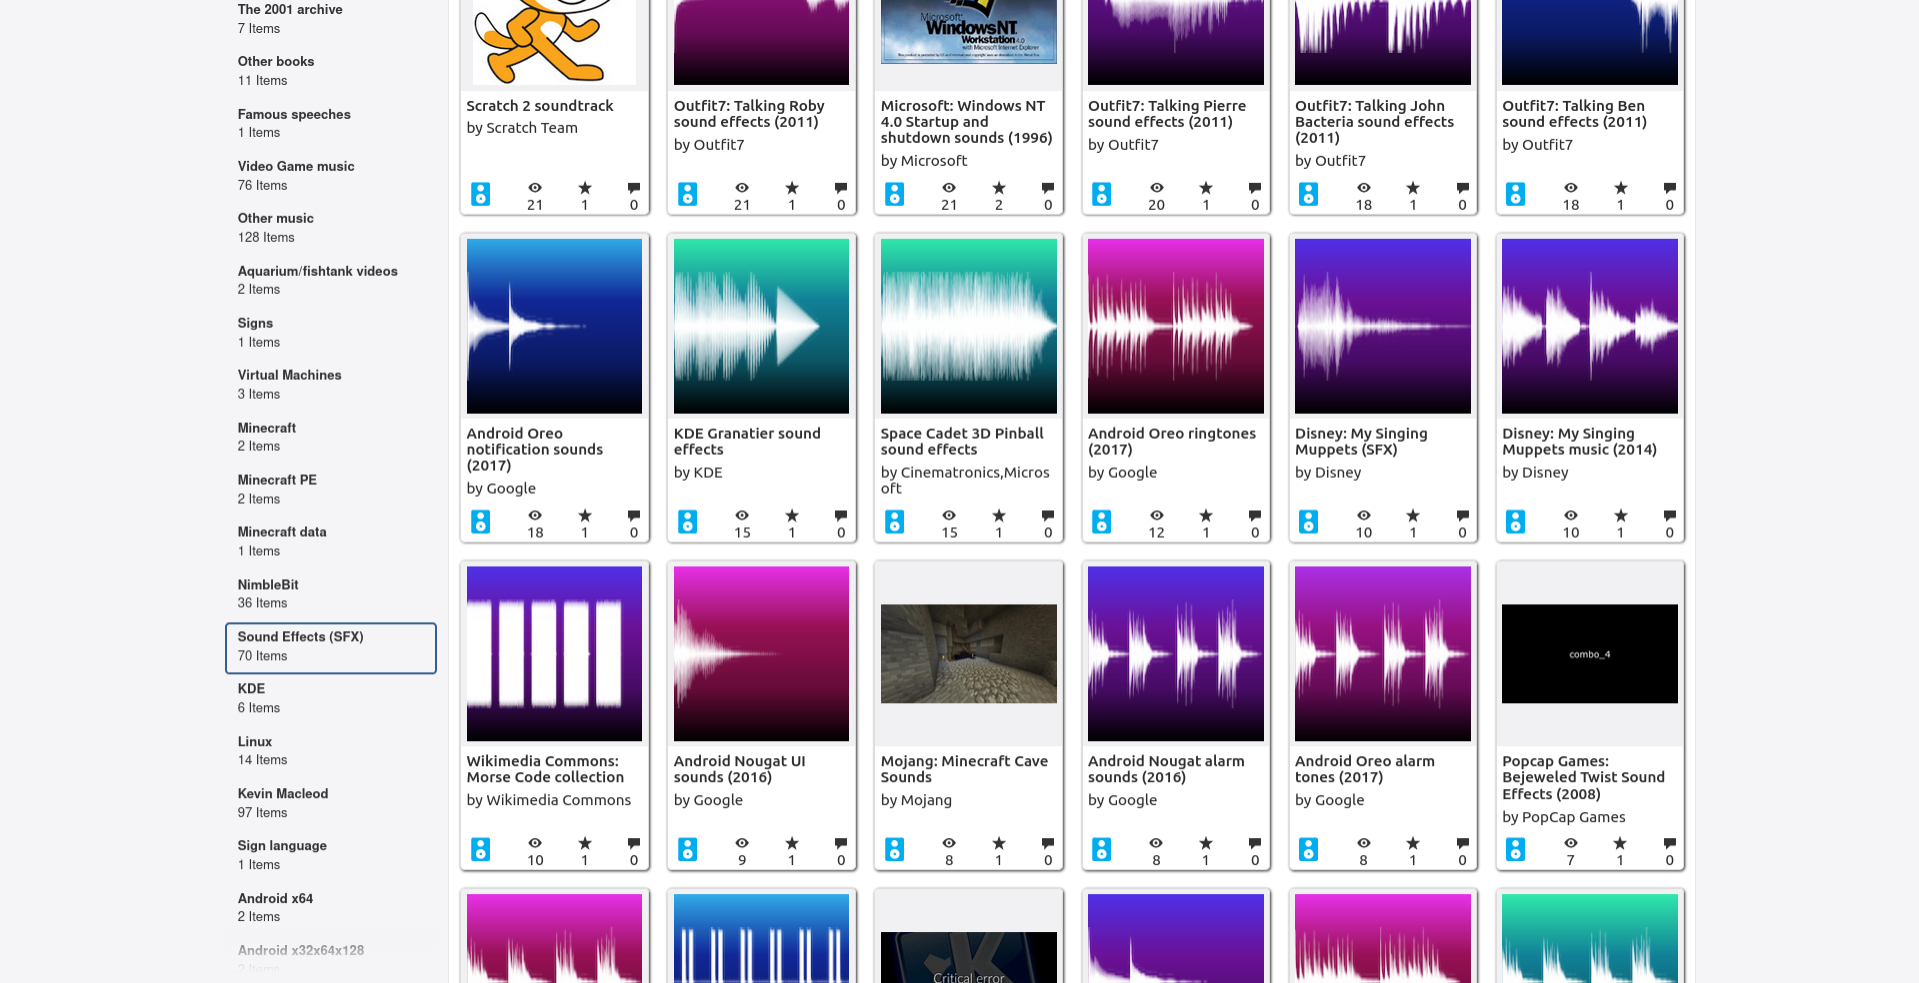 The 2001 archive
7 Items
Other books
11 Items
Famous speeches
1 Items
Video Game music
76 Items
Other music
128 Items
Aquarium/fishtank videos
2 Items
Signs
1 Items
Virtual Machines
3 Items
Minecraft
2 Items
Minecraft PE
2 Items
Minecraft data
1 Items
NimbleBit
36 Items
Sound Effects (SFX)
70 Items
KDE
6 Items
Linux
14 Items
Kevin Macleod
97 Items
Sign language
1 Items
Android x64
2 Items
Android x32x64x128
2 Items
Scratch 2 soundtrack
by Scratch Team
21 1 0
Outfit7: Talking Roby
sound effects (2011)
by Outfit7
21 1 0
Microsoft
WindowsNT
Workstation 4.0
with Microsoft Internet Explorer
Microsoft: Windows NT
4.0 Startup and
shutdown sounds (1996)
by Microsoft
21 2 0
Outfit7: Talking Pierre
sound effects (2011)
by Outfit7
20 1 0
Outfit7: Talking John
Bacteria sound effects
(2011)
by Outfit7
18 1 0
Outfit7: Talking Ben
sound effects (2011)
by Outfit7
18 1 0
Android Oreo
notification sounds
(2017)
by Google
18 1 0
KDE Granatier sound
effects
by KDE
15 1 0
Space Cadet 3D Pinball
sound effects
by Cinematronics,Micros
oft
15 1 0
Android Oreo ringtones
(2017)
by Google
12 1 0
Disney: My Singing
Muppets (SFX)
by Disney
10 1 0
Disney: My Singing
Muppets music (2014)
by Disney
10 1 0
Wikimedia Commons:
Morse Code collection
by Wikimedia Commons
10 1 0
Android Nougat UI
sounds (2016)
by Google
9 1 0
Mojang: Minecraft Cave
Sounds
by Mojang
8 1 0
Android Nougat alarm
sounds (2016)
by Google
8 1 0
Android Oreo alarm
tones (2017)
by Google
8 1 0
combo_4
Popcap Games:
Bejeweled Twist Sound
Effects (2008)
by PopCap Games
7 1 0
Critical error